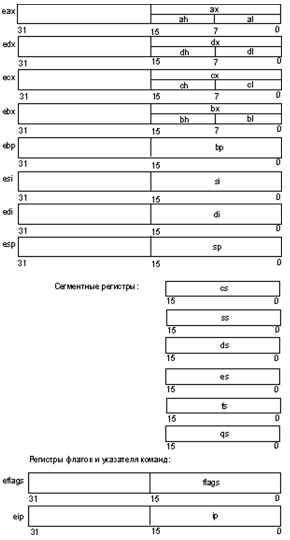 ax
eax ah al
31 15 7 0
dx
edx dh dl
31 15 7 0
cx
ecx ch cl
31 15 7 0
bx
ebx bh bl
31 15 7 0
ebp bp
31 15 0
esi si
31 15 0
edi di
31 15 0
esp sp
31 15 0
Сегментные регистры:
cs
15 0
ss
15 0
ds
15 0
es
15 0
fs
15 0
qs
15 0
Регистры флагов и указателя команд:
eflags flags
31 15 0
eip ip
31 15 0